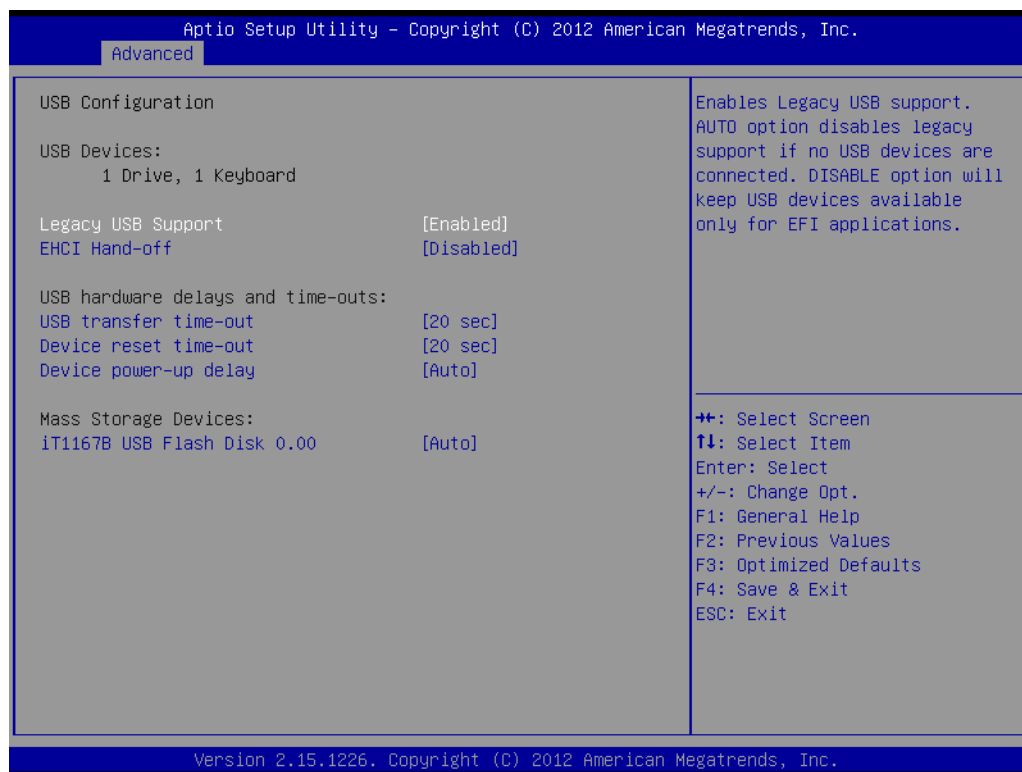 Aptio Setup Utility – Copyright (C) 2012 American Megatrends, Inc.
Advanced
USB Configuration
USB Devices:
1 Drive, 1 Keyboard
Legacy USB Support [Enabled]
EHCI Hand-off [Disabled]
USB hardware delays and time-outs:
USB transfer time-out [20 sec]
Device reset time-out [20 sec]
Device power-up delay [Auto]
Mass Storage Devices:
iT1167B USB Flash Disk 0.00 [Auto]
Enables Legacy USB support.
AUTO option disables legacy
support if no USB devices are
connected. DISABLE option will
keep USB devices available
only for EFI applications.
→←: Select Screen
↑↓: Select Item
Enter: Select
+/-: Change Opt.
F1: General Help
F2: Previous Values
F3: Optimized Defaults
F4: Save & Exit
ESC: Exit
Version 2.15.1226. Copyright (C) 2012 American Megatrends, Inc.